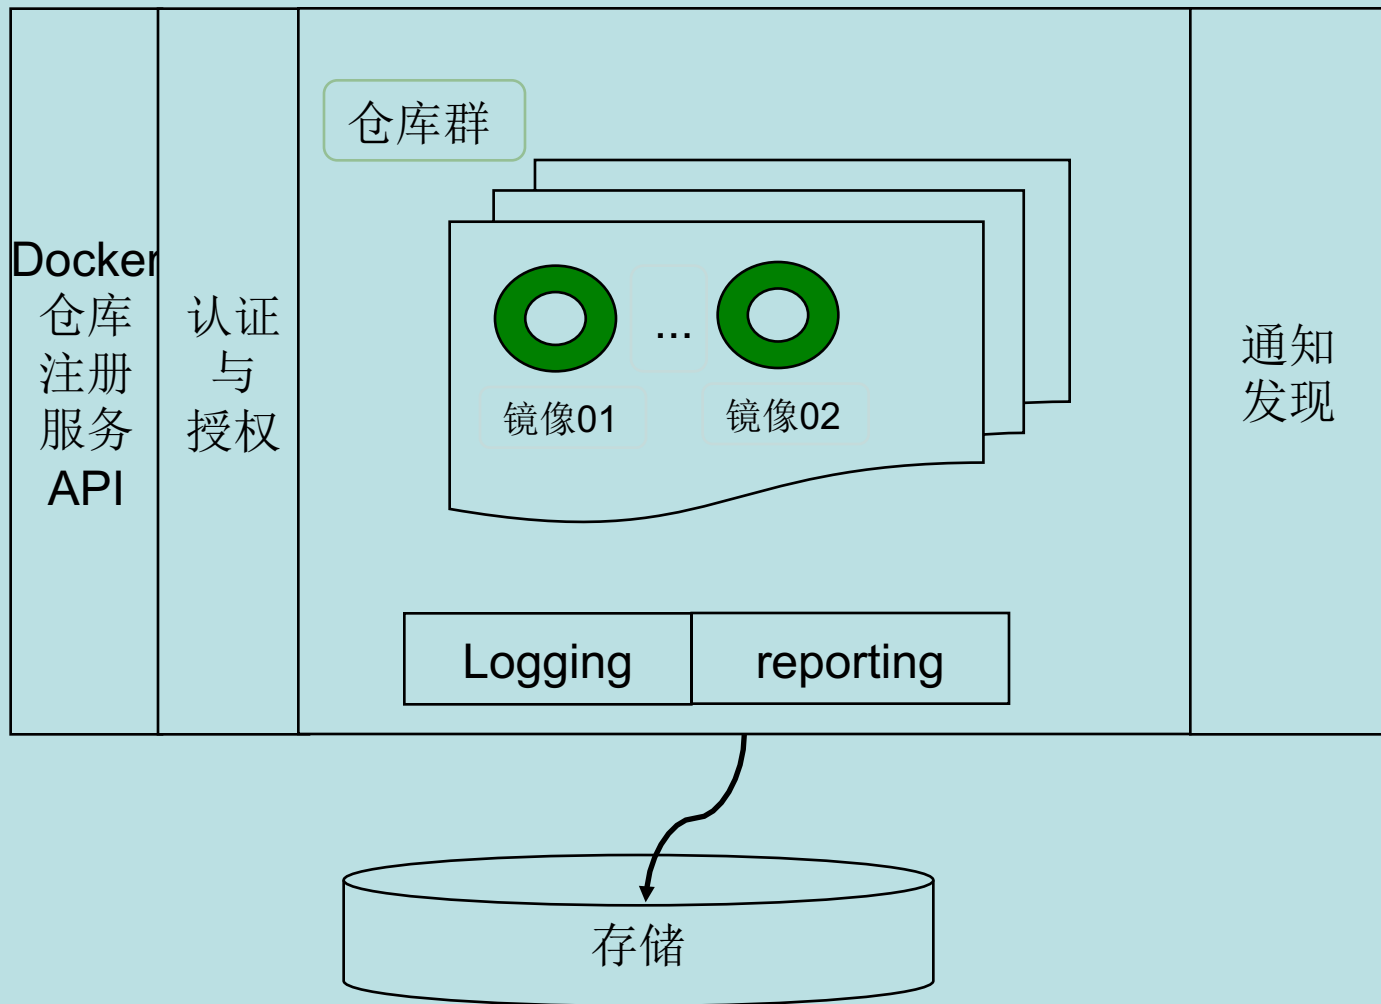 Docker
仓库
注册
服务
API
认证
与
授权
仓库群
...
镜像01
镜像02
Logging
reporting
通知
发现
存储